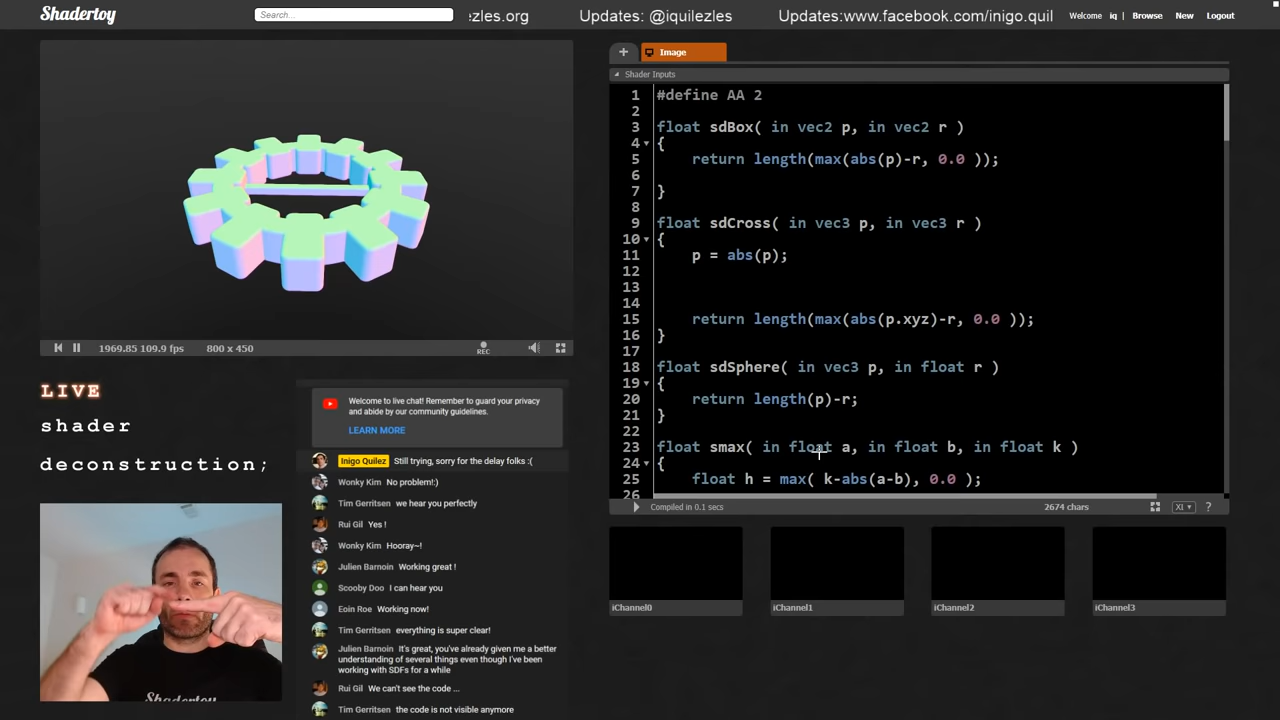 Shadertoy
Search...
ezles.org
Updates: @iquilezles
Updates:www.facebook.com/inigo.quil
Welcome iq |
Browse
New
Logout
+
Image
Shader Inputs
1 #define AA 2
2
3 float sdBox( in vec2 p, in vec2 r )
4 {
5 return length(max(abs(p)-r, 0.0 ));
6
7 }
8
9 float sdCross( in vec3 p, in vec3 r )
10 {
11 p = abs(p);
12
13
14
15 return length(max(abs(p.xyz)-r, 0.0 ));
16 }
17
18 float sdSphere( in vec3 p, in float r )
19 {
20 return length(p)-r;
21 }
22
23 float smax( in float a, in float b, in float k )
24 {
25 float h = max( k-abs(a-b), 0.0 );
26
1969.85 109.9 fps 800 x 450
REC
Compiled in 0.1 secs
2674 chars
?
LIVE
shader
deconstruction;
Welcome to live chat! Remember to guard your privacy
and abide by our community guidelines.
LEARN MORE
Inigo Quilez Still trying, sorry for the delay folks :(
Wonky Kim No problem!:)
Tim Gerritsen we hear you perfectly
Rui Gil Yes !
Wonky Kim Hooray~!
Julien Barnoin Working great !
Scooby Doo I can hear you
Eoin Roe Working now!
Tim Gerritsen everything is super clear!
Julien Barnoin It's great, you've already given me a better
understanding of several things even though I've been
working with SDFs for a while
Rui Gil We can't see the code ...
Tim Gerritsen the code is not visible anymore
iChannel0
iChannel1
iChannel2
iChannel3
Shadertoy